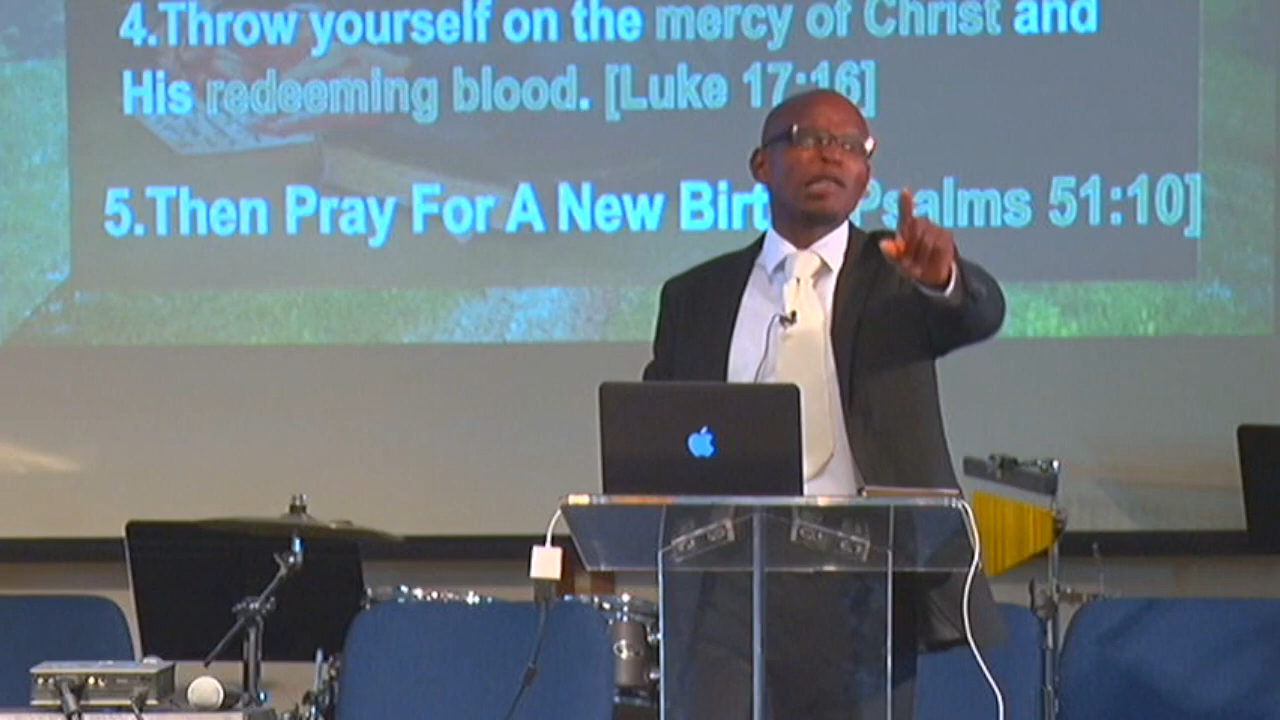 4.Throw yourself on the mercy of Christ and
His redeeming blood. [Luke 17:16]
5.Then Pray For A New Birt Psalms 51:10]